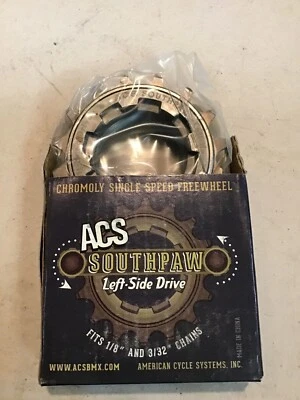 CHROMOLY SINGLE SPEED FREEWHEEL
ACS
SOUTHPAW
Left-Side Drive
FITS 1/8" AND 3/32" CHAINS
MADE IN CHINA
WWW.ACSBMX.COM
AMERICAN CYCLE SYSTEMS, INC.